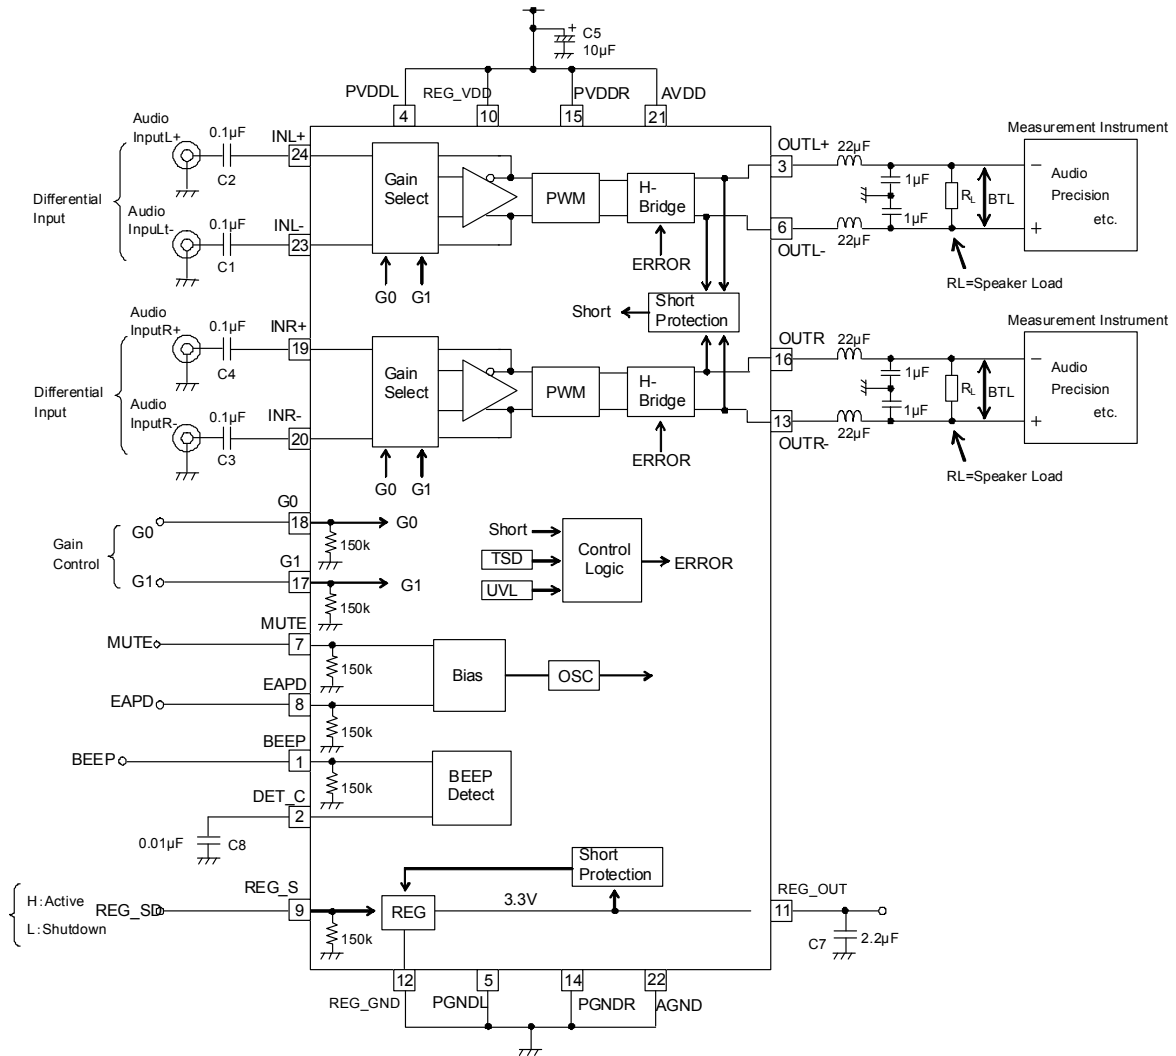 C5
10µF
PVDDL
REG_VDD
PVDDR
AVDD
4
10
15
21
Audio
InputL+
0.1µF
C2
INL+
24
Differential
Input
Audio
InpuLt-
0.1µF
C1
INL-
23
Gain
Select
G0
G1
PWM
H-
Bridge
ERROR
OUTL+
3
22µF
1µF
1µF
RL
BTL
6
OUTL-
22µF
RL=Speaker Load
Measurement Instrument
−
Audio
Precision
etc.
+
Short
Short
Protection
Audio
InputR+
0.1µF
C4
INR+
19
Differential
Input
Audio
InputR-
0.1µF
C3
INR-
20
Gain
Select
G0
G1
PWM
H-
Bridge
ERROR
OUTR
16
22µF
1µF
1µF
RL
BTL
13
OUTR-
22µF
RL=Speaker Load
Measurement Instrument
−
Audio
Precision
etc.
+
Gain
Control
G0
G0
18
G0
150k
G1
G1
17
G1
150k
Short
TSD
UVL
Control
Logic
ERROR
MUTE
MUTE
7
150k
EAPD
EAPD
8
150k
Bias
OSC
BEEP
BEEP
1
150k
DET_C
2
BEEP
Detect
0.01µF
C8
H:Active
L:Shutdown
REG_SD
REG_S
9
150k
REG
3.3V
Short
Protection
REG_OUT
11
C7
2.2µF
12
5
14
22
REG_GND
PGNDL
PGNDR
AGND